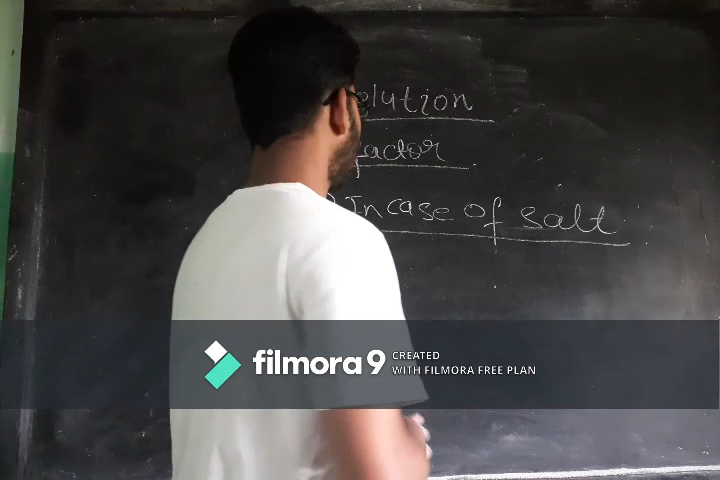 elution
factor
In case of salt
filmora 9 CREATED
WITH FILMORA FREE PLAN